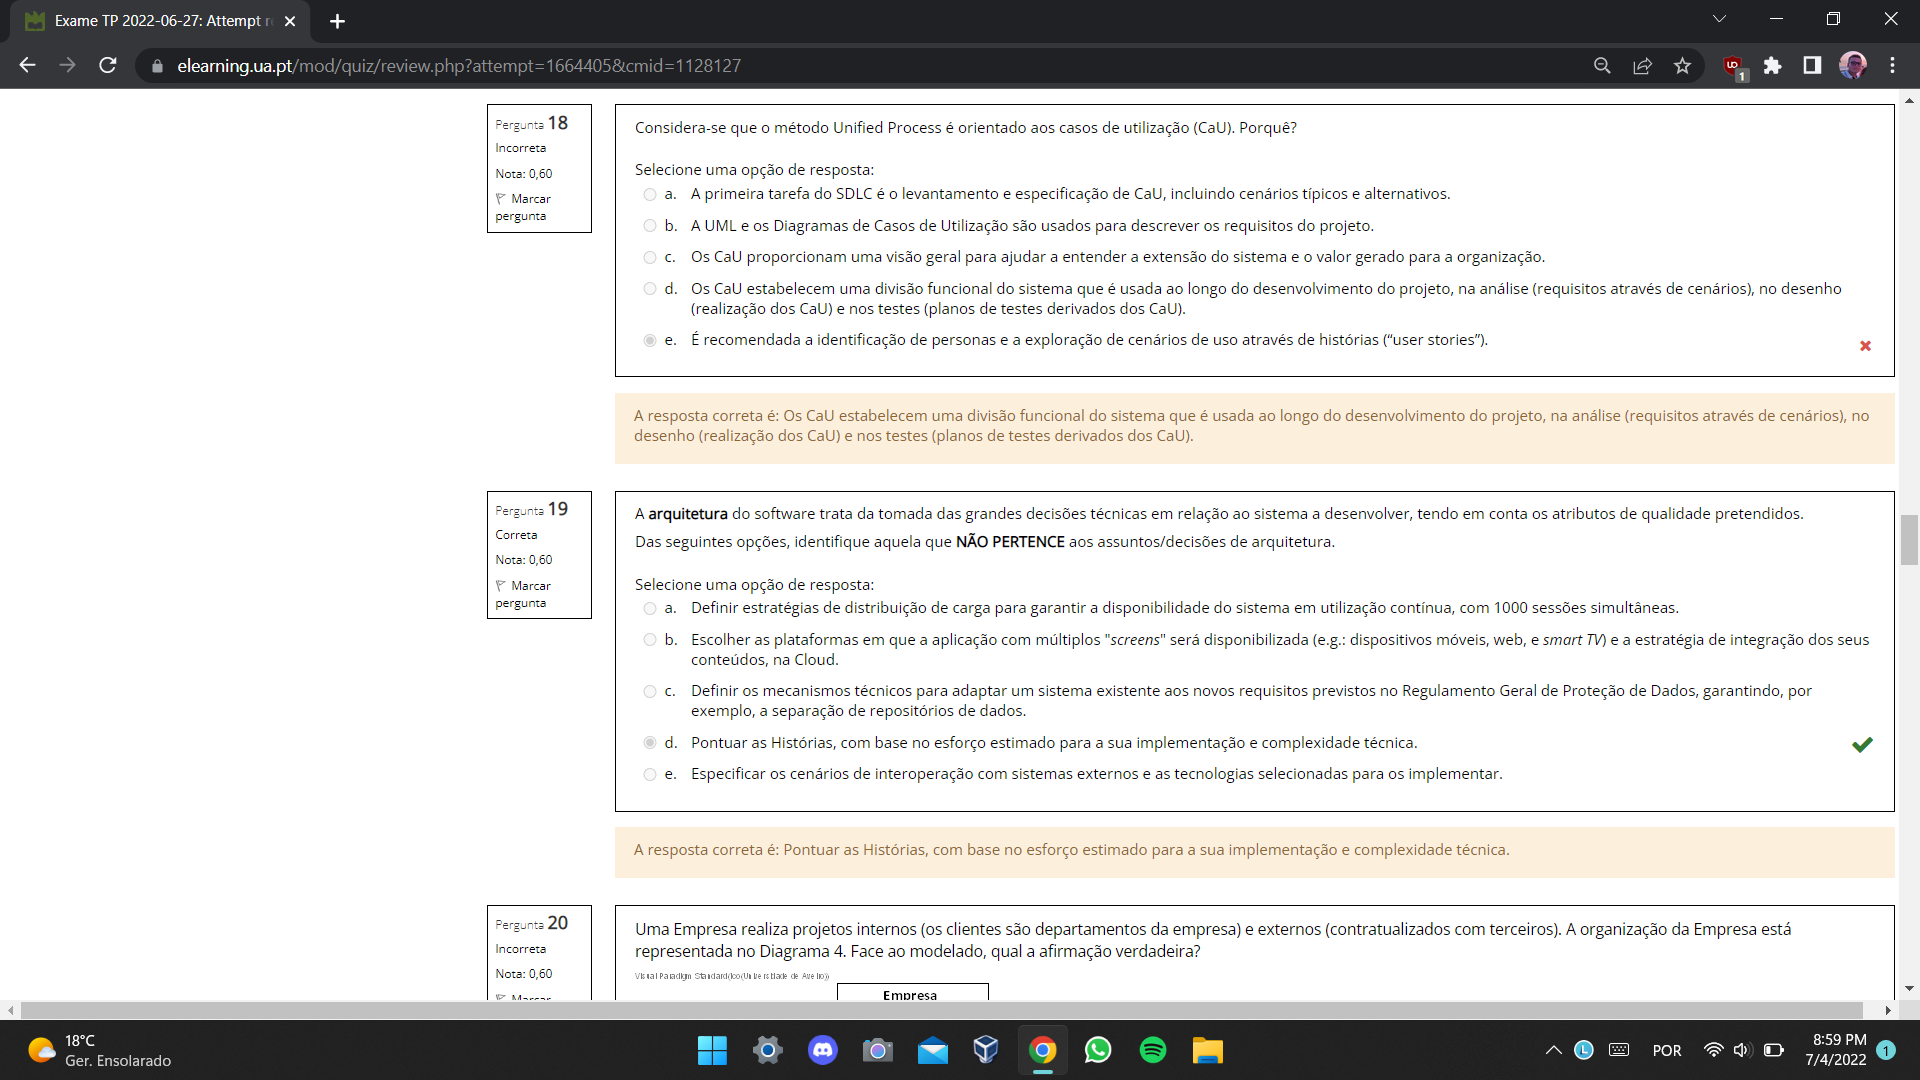 Exame TP 2022-06-27: Attempt r
elearning.ua.pt/mod/quiz/review.php?attempt=1664405&cmid=1128127
1
Pergunta 18
Incorreta
Nota: 0,60
Marcar
pergunta
Considera-se que o método Unified Process é orientado aos casos de utilização (CaU). Porquê?
Selecione uma opção de resposta:
a. A primeira tarefa do SDLC é o levantamento e especificação de CaU, incluindo cenários típicos e alternativos.
b. A UML e os Diagramas de Casos de Utilização são usados para descrever os requisitos do projeto.
c. Os CaU proporcionam uma visão geral para ajudar a entender a extensão do sistema e o valor gerado para a organização.
d. Os CaU estabelecem uma divisão funcional do sistema que é usada ao longo do desenvolvimento do projeto, na análise (requisitos através de cenários), no desenho
(realização dos CaU) e nos testes (planos de testes derivados dos CaU).
e. É recomendada a identificação de personas e a exploração de cenários de uso através de histórias (“user stories”).
A resposta correta é: Os CaU estabelecem uma divisão funcional do sistema que é usada ao longo do desenvolvimento do projeto, na análise (requisitos através de cenários), no
desenho (realização dos CaU) e nos testes (planos de testes derivados dos CaU).
Pergunta 19
Correta
Nota: 0,60
Marcar
pergunta
A arquitetura do software trata da tomada das grandes decisões técnicas em relação ao sistema a desenvolver, tendo em conta os atributos de qualidade pretendidos.
Das seguintes opções, identifique aquela que NÃO PERTENCE aos assuntos/decisões de arquitetura.
Selecione uma opção de resposta:
a. Definir estratégias de distribuição de carga para garantir a disponibilidade do sistema em utilização contínua, com 1000 sessões simultâneas.
b. Escolher as plataformas em que a aplicação com múltiplos "screens" será disponibilizada (e.g.: dispositivos móveis, web, e smart TV) e a estratégia de integração dos seus
conteúdos, na Cloud.
c. Definir os mecanismos técnicos para adaptar um sistema existente aos novos requisitos previstos no Regulamento Geral de Proteção de Dados, garantindo, por
exemplo, a separação de repositórios de dados.
d. Pontuar as Histórias, com base no esforço estimado para a sua implementação e complexidade técnica.
e. Especificar os cenários de interoperação com sistemas externos e as tecnologias selecionadas para os implementar.
A resposta correta é: Pontuar as Histórias, com base no esforço estimado para a sua implementação e complexidade técnica.
Pergunta 20
Incorreta
Nota: 0,60
Marcar
Uma Empresa realiza projetos internos (os clientes são departamentos da empresa) e externos (contratualizados com terceiros). A organização da Empresa está
representada no Diagrama 4. Face ao modelado, qual a afirmação verdadeira?
Visual Paradigm Standard(ico(Universidade de Aveiro))
Empresa
18°C
Ger. Ensolarado
L
POR
8:59 PM
7/4/2022
1